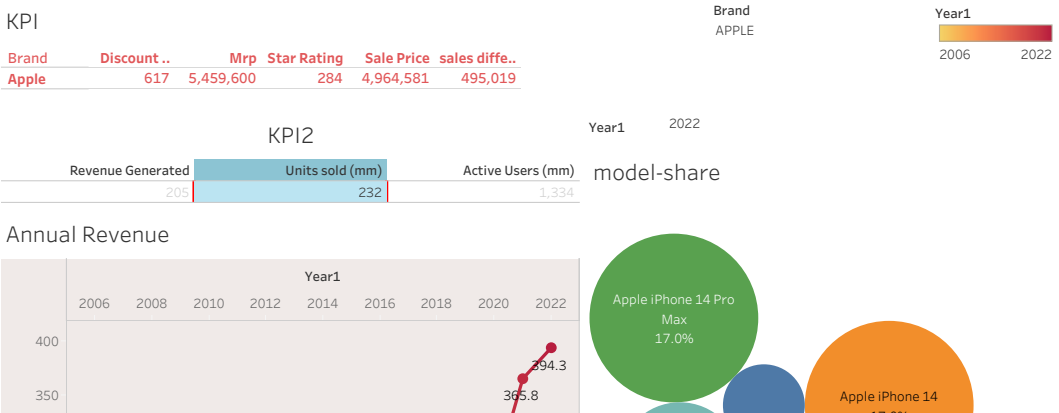 KPI
Brand Discount .. Mrp Star Rating Sale Price sales diffe..
Apple 617 5,459,600 284 4,964,581 495,019
Brand
APPLE
Year1
2006 2022
KPI2
Revenue Generated Units sold (mm) Active Users (mm)
205 232 1,334
Year1 2022
model-share
Annual Revenue
Year1
2006 2008 2010 2012 2014 2016 2018 2020 2022
400
394.3
365.8
350
Apple iPhone 14 Pro
Max
17.0%
Apple iPhone 14